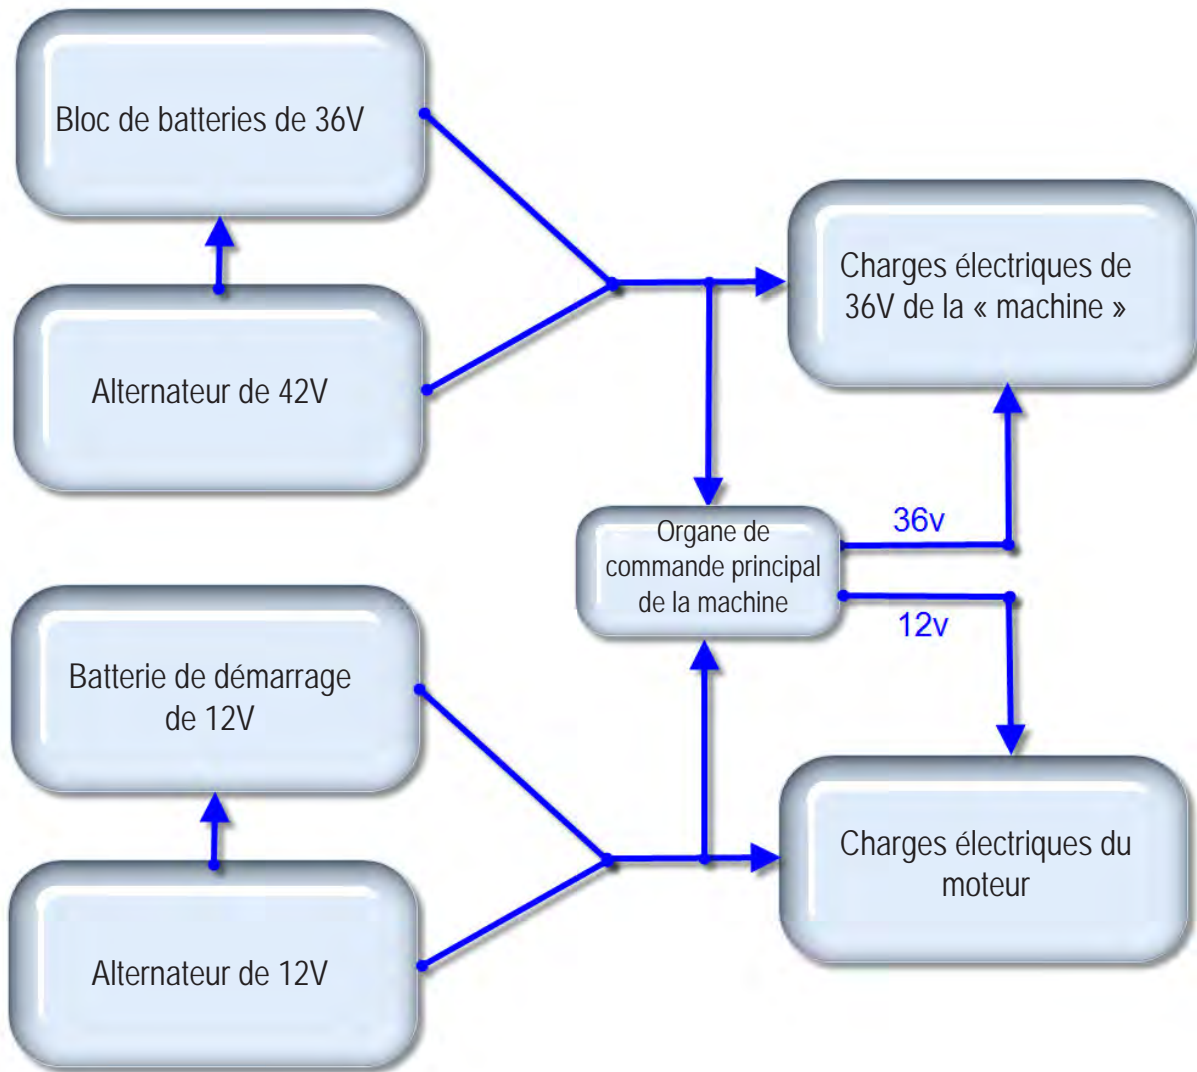 Bloc de batteries de 36V
Charges électriques de
36V de la « machine »
Alternateur de 42V
36v
Organe de
commande principal
de la machine
12v
Batterie de démarrage
de 12V
Charges électriques du
moteur
Alternateur de 12V